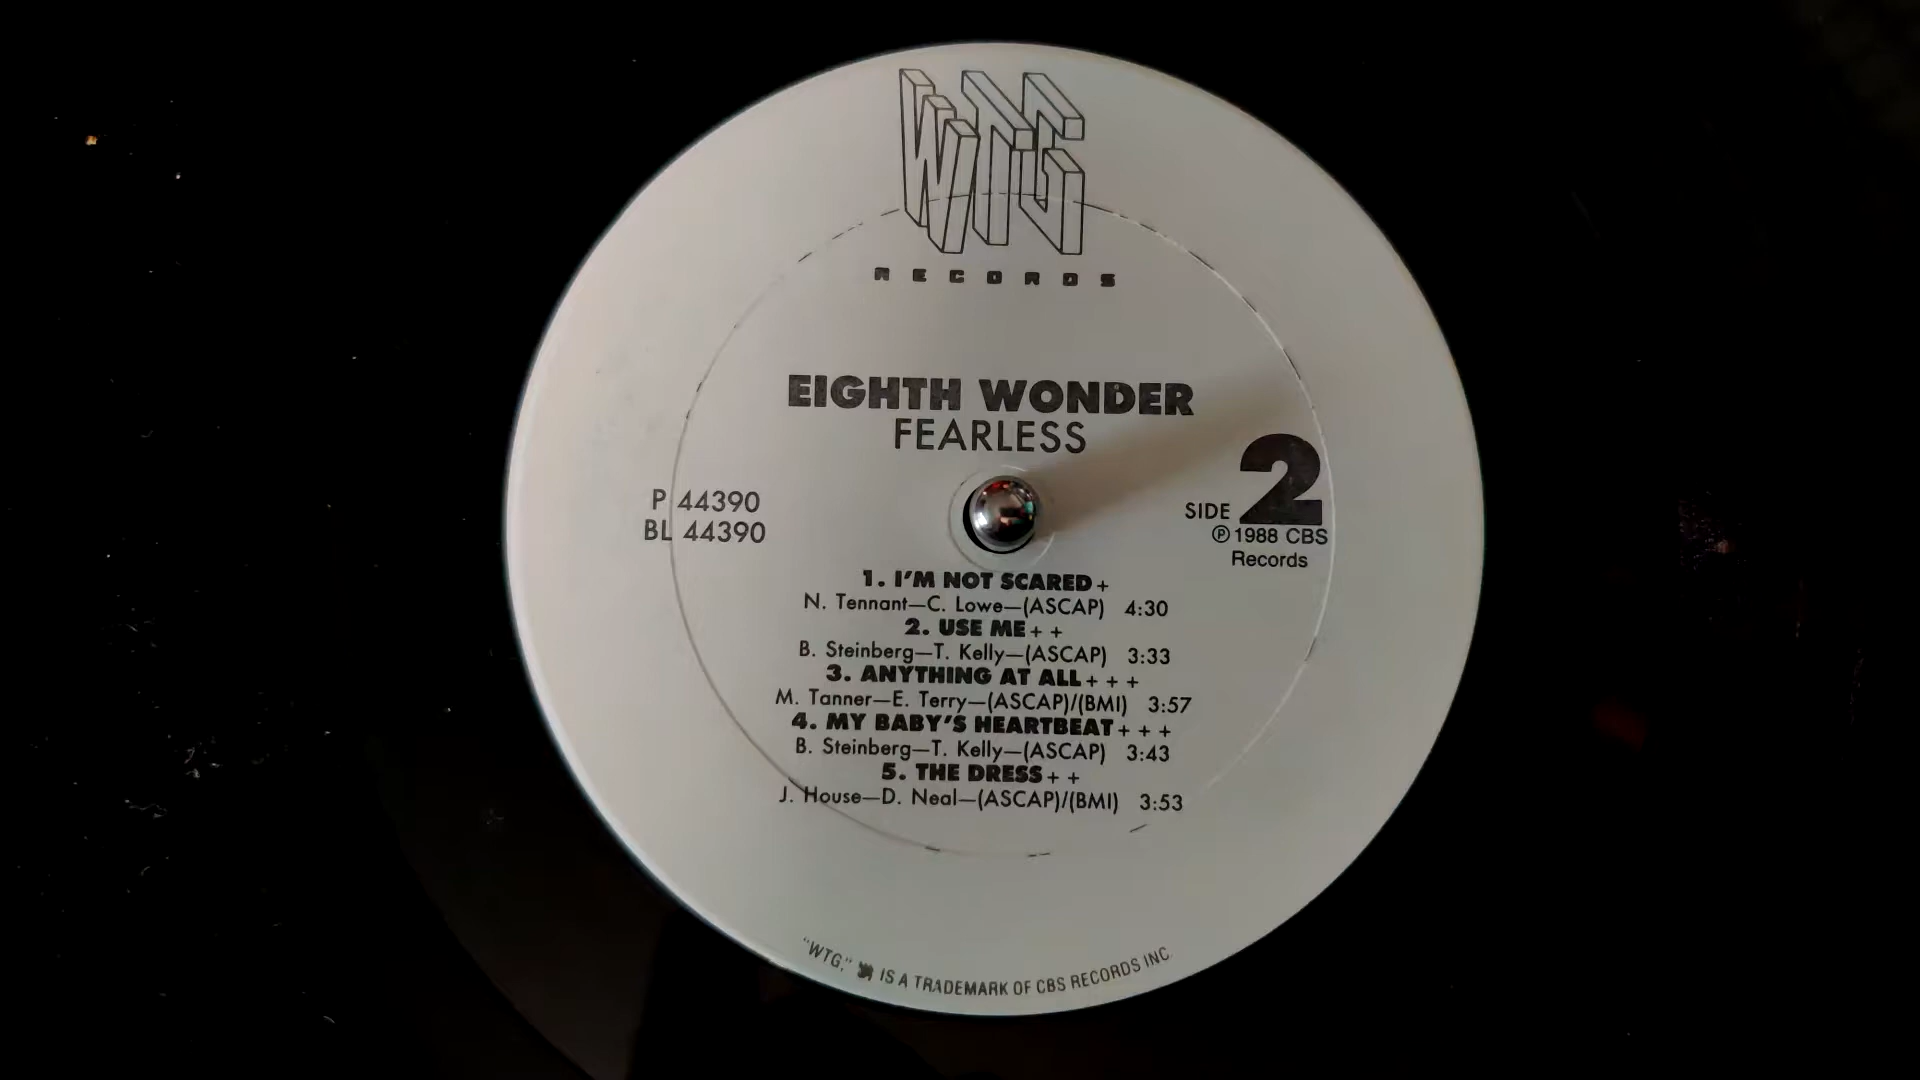 WTG
RECORDS
EIGHTH WONDER
FEARLESS
P 44390
BL 44390
SIDE 2
℗ 1988 CBS
Records
1. I'M NOT SCARED+
N. Tennant—C. Lowe—(ASCAP) 4:30
2. USE ME++
B. Steinberg—T. Kelly—(ASCAP) 3:33
3. ANYTHING AT ALL+++
M. Tanner—E. Terry—(ASCAP)/(BMI) 3:57
4. MY BABY'S HEARTBEAT+++
B. Steinberg—T. Kelly—(ASCAP) 3:43
5. THE DRESS++
J. House—D. Neal—(ASCAP)/(BMI) 3:53
"WTG," IS A TRADEMARK OF CBS RECORDS INC.